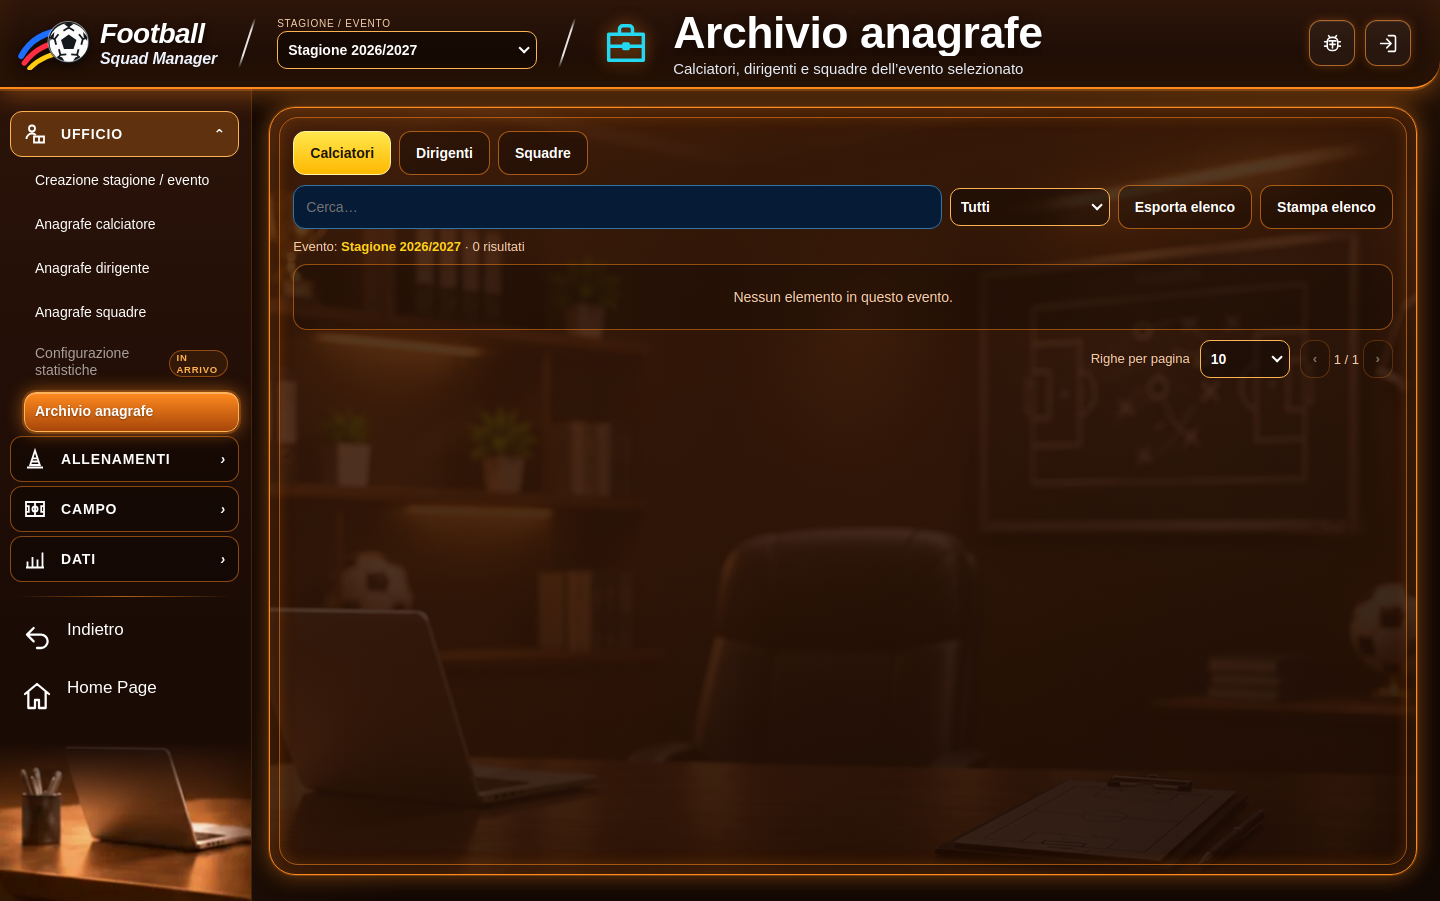 Football
Squad Manager
STAGIONE / EVENTO
Stagione 2026/2027
Archivio anagrafe
Calciatori, dirigenti e squadre dell'evento selezionato
UFFICIO
Creazione stagione / evento
Anagrafe calciatore
Anagrafe dirigente
Anagrafe squadre
Configurazione
statistiche
IN
ARRIVO
Archivio anagrafe
ALLENAMENTI
CAMPO
DATI
Indietro
Home Page
Calciatori
Dirigenti
Squadre
Cerca…
Tutti
Esporta elenco
Stampa elenco
Evento: Stagione 2026/2027 · 0 risultati
Nessun elemento in questo evento.
Righe per pagina
10
‹ 1 / 1 ›